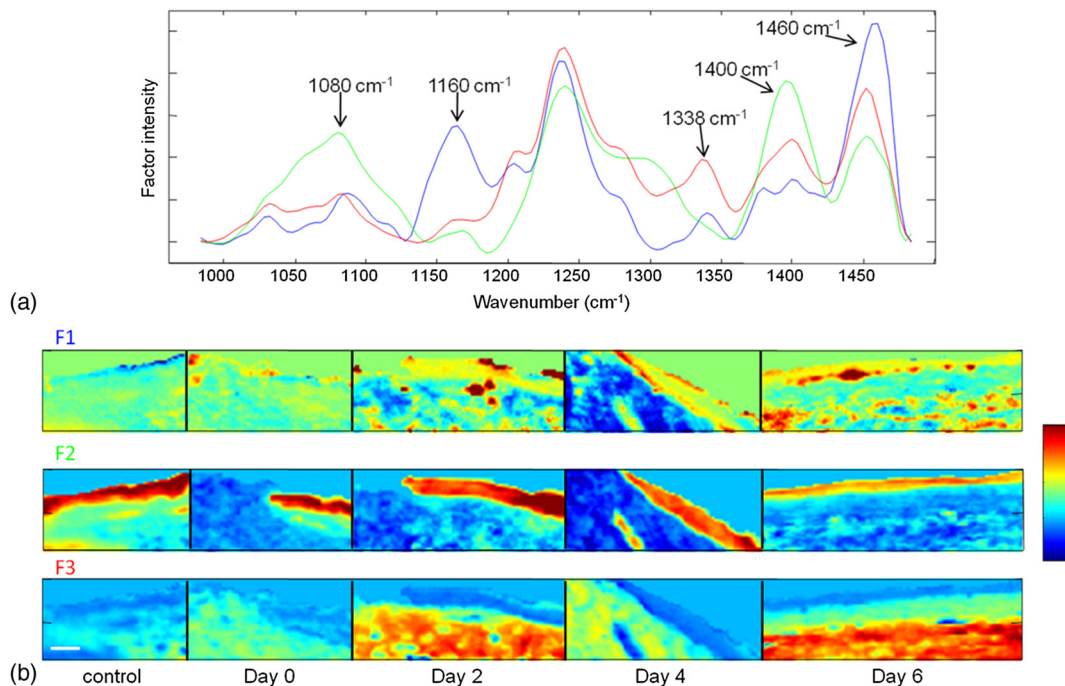 1460 cm-1
1400 cm-1
1080 cm-1
1160 cm-1
1338 cm-1
Factor intensity
1000 1050 1100 1150 1200 1250 1300 1350 1400 1450
Wavenumber (cm-1)
(a)
F1
F2
F3
(b)
control Day 0 Day 2 Day 4 Day 6